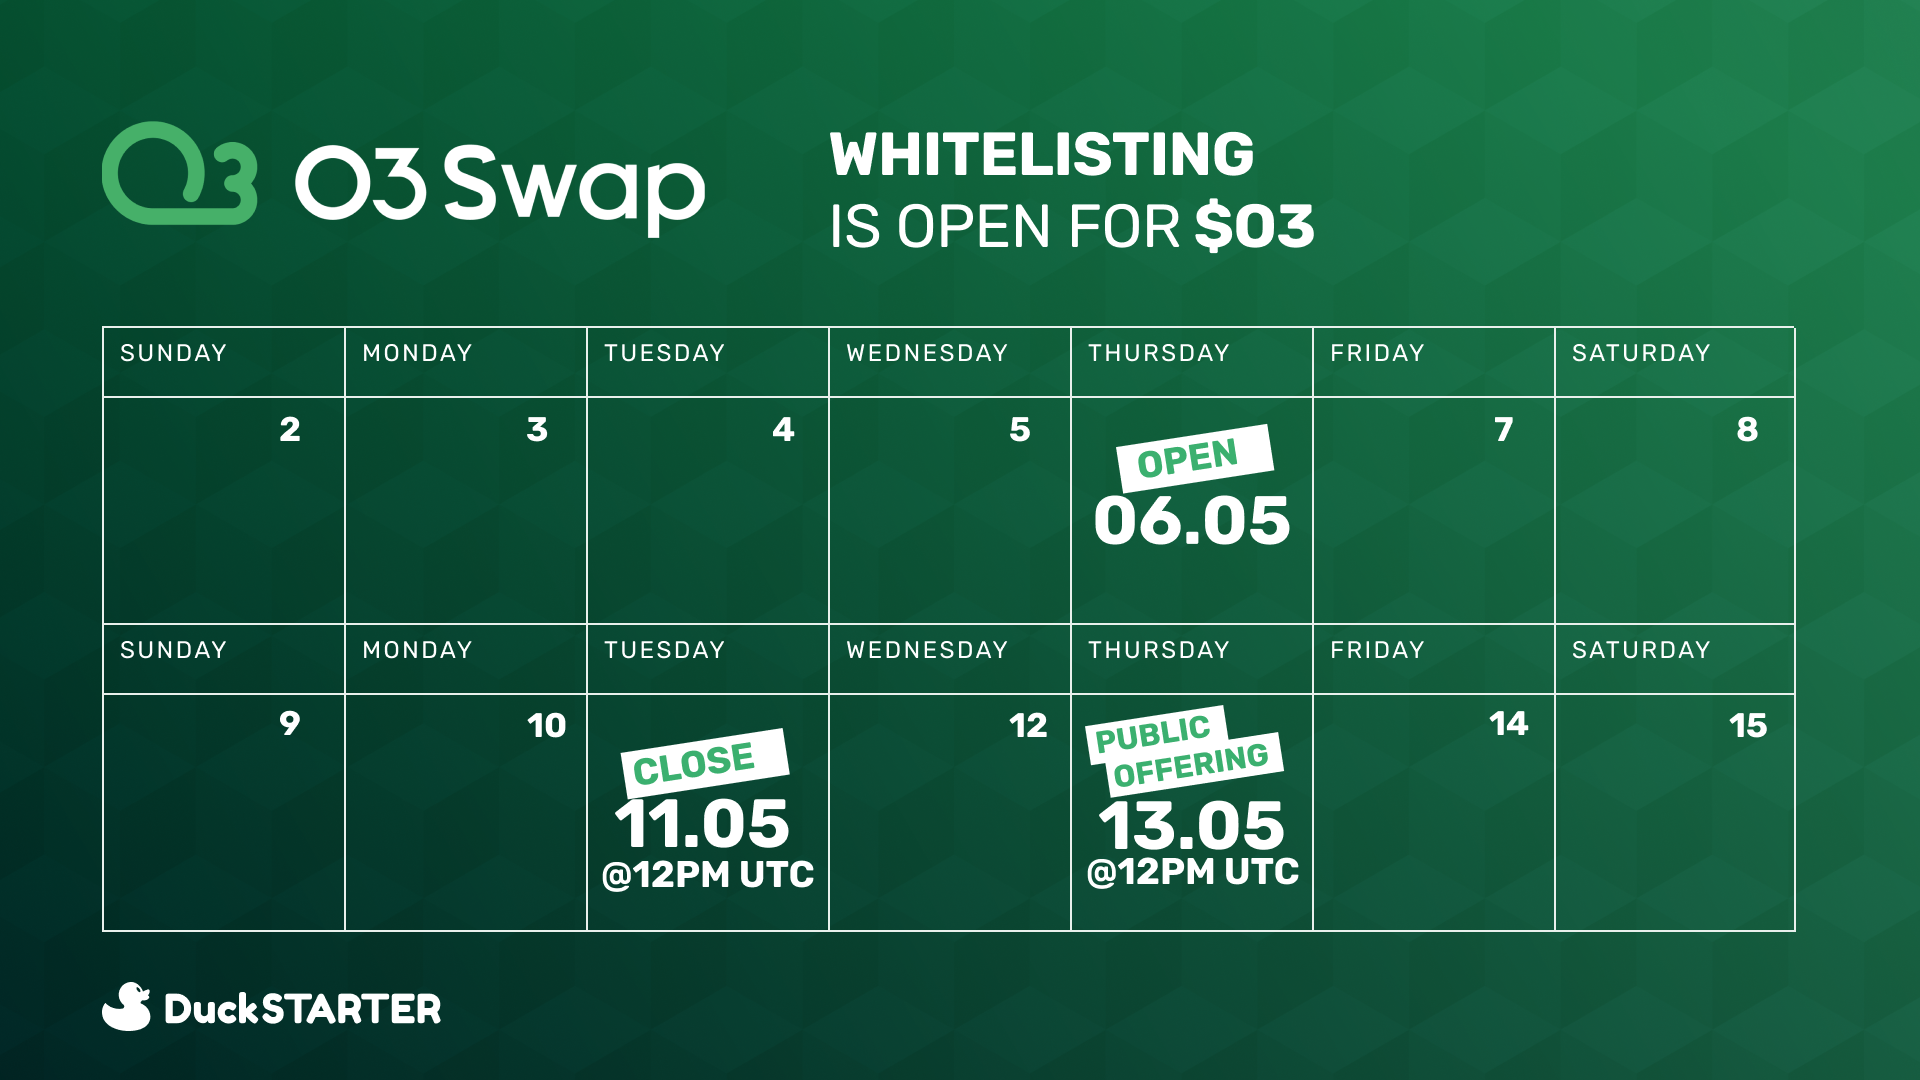 O3 Swap
WHITELISTING
IS OPEN FOR $O3
SUNDAY MONDAY TUESDAY WEDNESDAY THURSDAY FRIDAY SATURDAY
2 3 4 5 OPEN 7 8
06.05
SUNDAY MONDAY TUESDAY WEDNESDAY THURSDAY FRIDAY SATURDAY
9 10 12 14 15
CLOSE
11.05
@12PM UTC
PUBLIC
OFFERING
13.05
@12PM UTC
DuckSTARTER